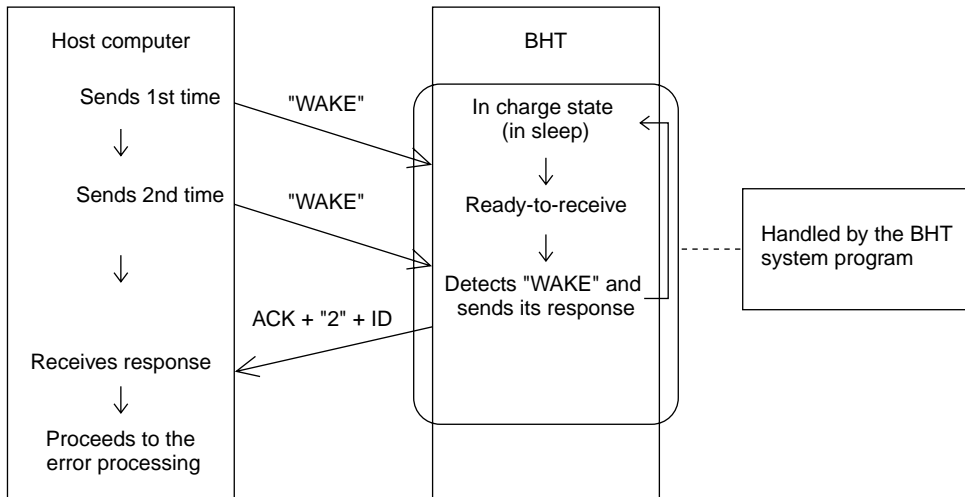 Host computer
Sends 1st time
Sends 2nd time
Receives response
Proceeds to the
error processing
"WAKE"
"WAKE"
ACK + "2" + ID
BHT
In charge state
(in sleep)
Ready-to-receive
Detects "WAKE" and
sends its response
Handled by the BHT
system program